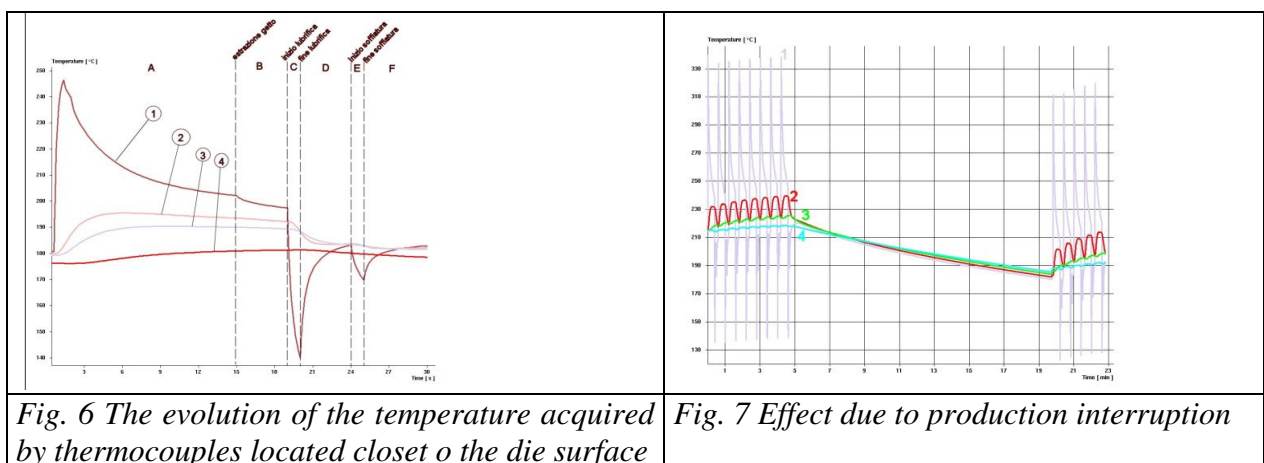 Temperature [ °C]
A
estrazione getto
B
inizio lubrifica
C
fine lubrifica
D
inizio soffiatura
E
fine soffiatura
F
250
240
230
220
210
200
190
180
170
160
150
140
1
2
3
4
3
6
9
12
15
18
21
24
27
30
Time [ s ]
Temperature [ °C]
330
310
290
270
250
230
210
190
170
150
130
1
2
3
4
1
3
5
7
9
11
13
15
17
19
21
23
Time [ min ]
Fig. 6 The evolution of the temperature acquired
by thermocouples located closet o the die surface
Fig. 7 Effect due to production interruption